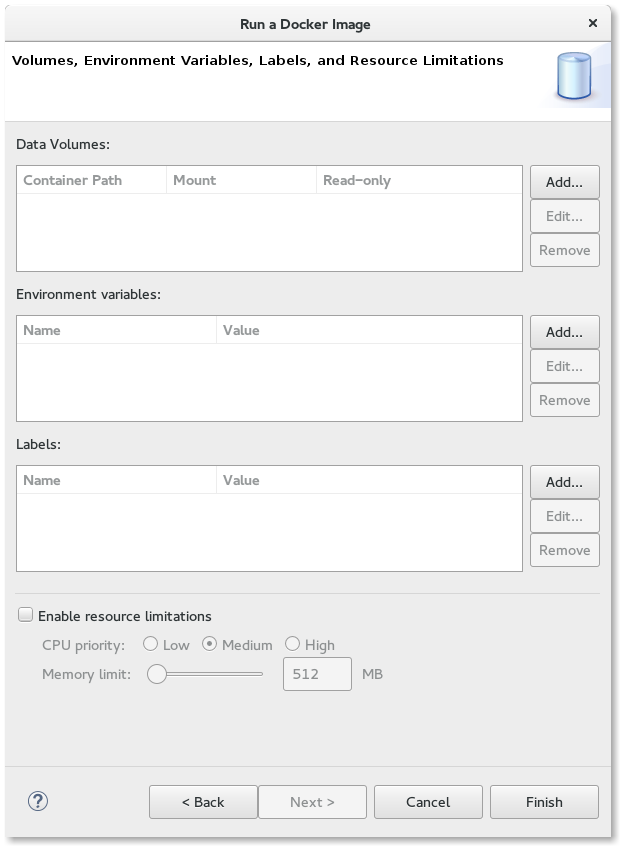 Run a Docker Image ×
Volumes, Environment Variables, Labels, and Resource Limitations
Data Volumes:
Container Path Mount Read-only
Add...
Edit...
Remove
Environment variables:
Name Value
Add...
Edit...
Remove
Labels:
Name Value
Add...
Edit...
Remove
Enable resource limitations
CPU priority: Low Medium High
Memory limit: 512 MB
? < Back Next > Cancel Finish